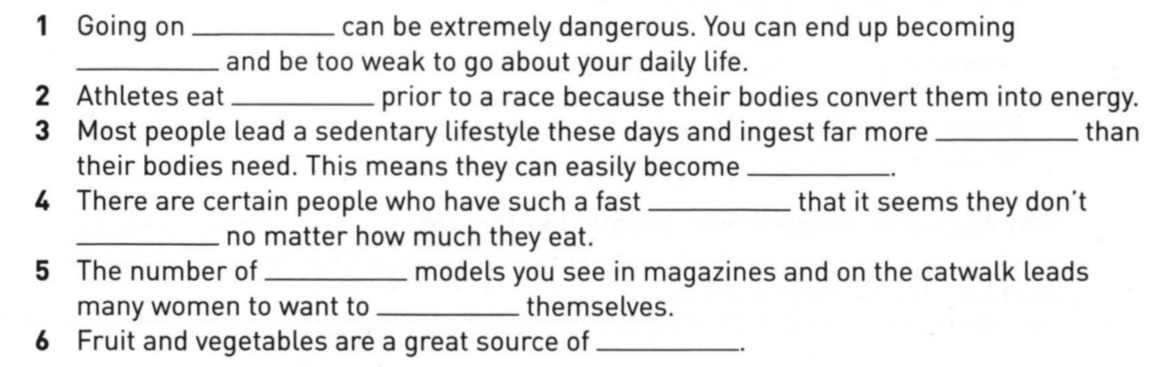 1 Going on __________ can be extremely dangerous. You can end up becoming
__________ and be too weak to go about your daily life.
2 Athletes eat __________ prior to a race because their bodies convert them into energy.
3 Most people lead a sedentary lifestyle these days and ingest far more __________ than
their bodies need. This means they can easily become __________.
4 There are certain people who have such a fast __________ that it seems they don't
__________ no matter how much they eat.
5 The number of __________ models you see in magazines and on the catwalk leads
many women to want to __________ themselves.
6 Fruit and vegetables are a great source of __________.